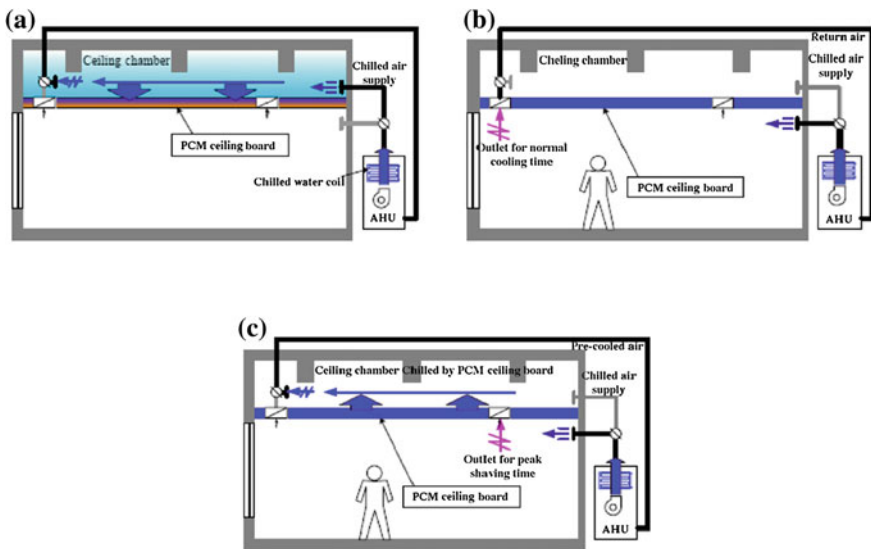 (a)
Ceiling chamber
Chilled air
supply
PCM ceiling board
Chilled water coil
AHU
(b)
Return air
Cheling chamber
Chilled air
supply
Outlet for normal
cooling time
PCM ceiling board
AHU
(c)
Pre-cooled air
Ceiling chamber Chilled by PCM ceiling board
Chilled air
supply
Outlet for peak
shaving time
PCM ceiling board
AHU